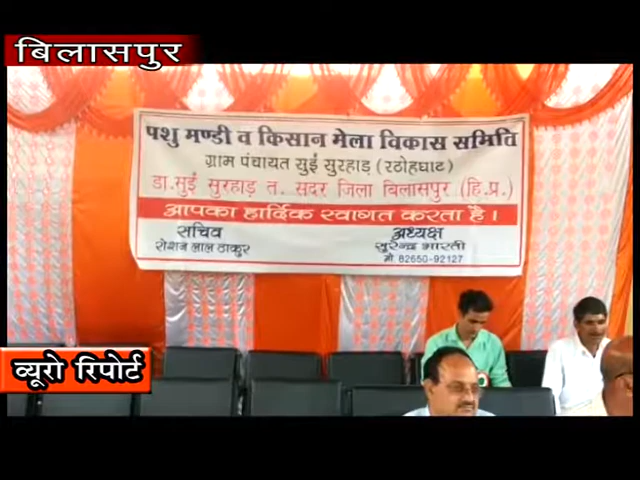 बिलासपुर
पशु मण्डी व किसान मेला विकास समिति
ग्राम पंचायत सुईं सुरहाड़ (रठोहघाट)
डा.सुईं सुरहाड़ त. सदर जिला बिलासपुर (हि.प्र.)
आपका हार्दिक स्वागत करता है।
सचिव
रोशन लाल ठाकुर
अध्यक्ष
सुरेन्द्र भारती
मो. 82650-92127
व्यूरो रिपोर्ट